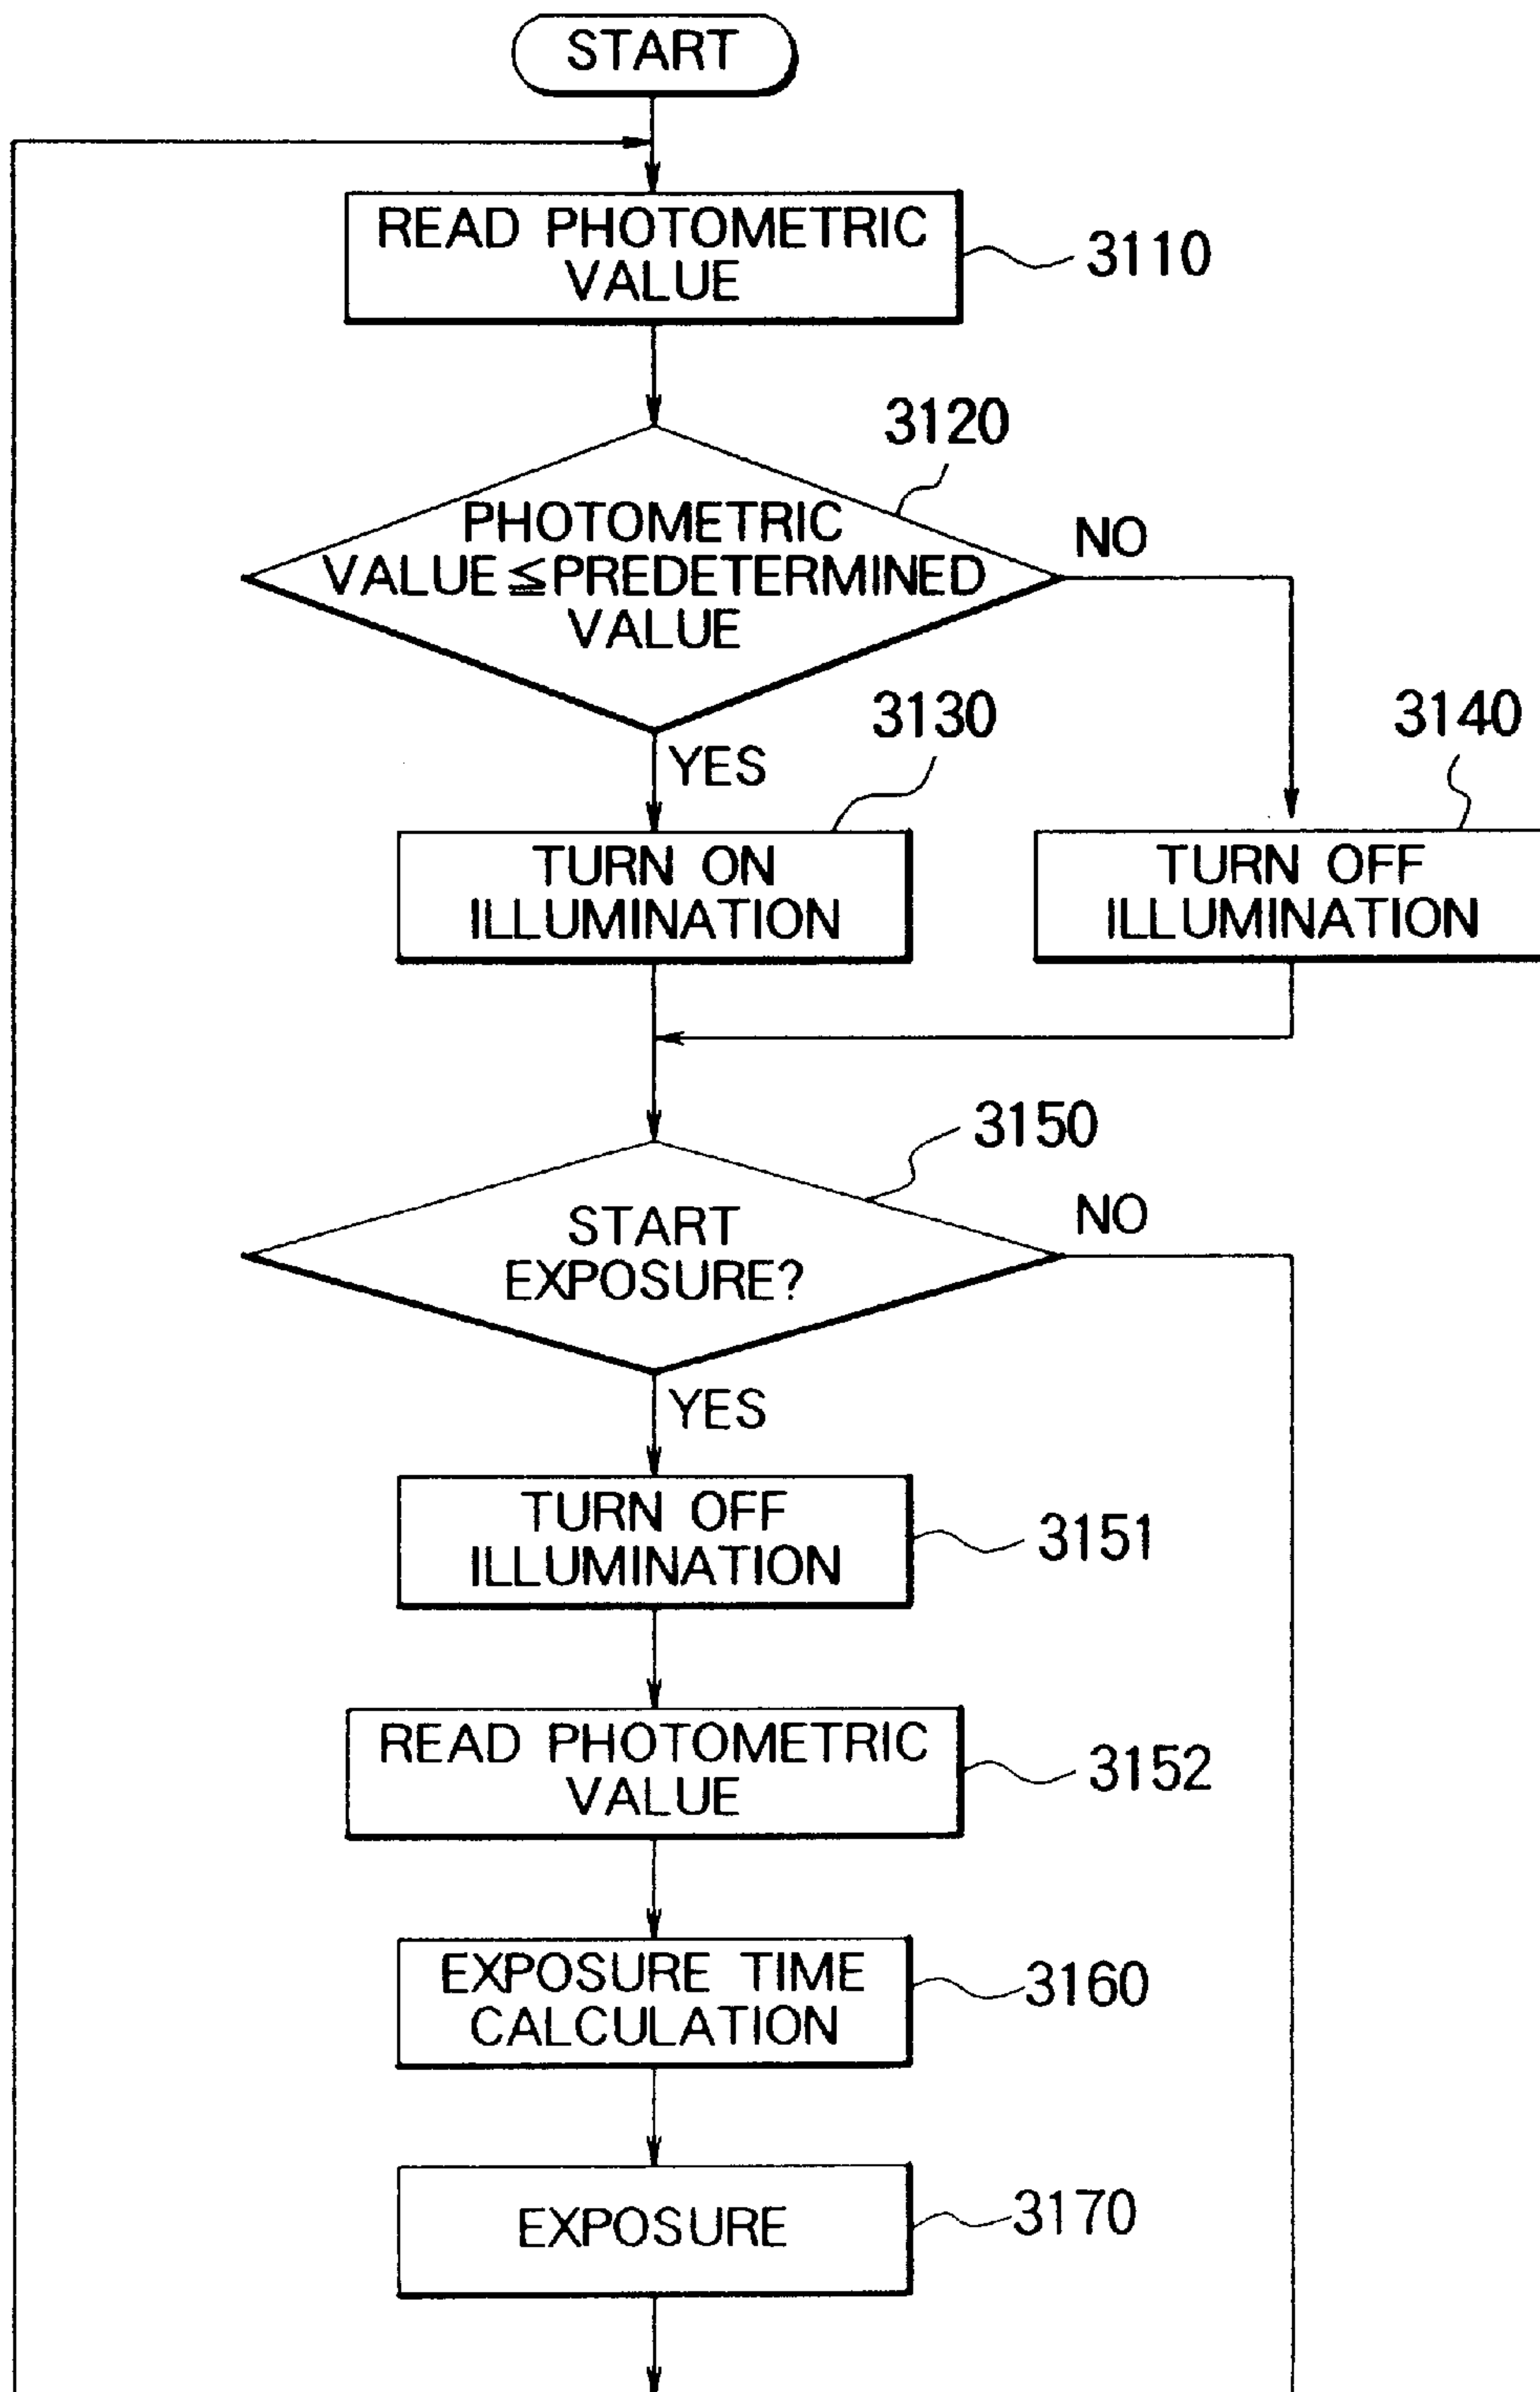 START
READ PHOTOMETRIC
VALUE
3110
3120
PHOTOMETRIC
VALUE≦PREDETERMINED
VALUE
NO
YES
3130
3140
TURN ON
ILLUMINATION
TURN OFF
ILLUMINATION
3150
START
EXPOSURE?
NO
YES
TURN OFF
ILLUMINATION
3151
READ PHOTOMETRIC
VALUE
3152
EXPOSURE TIME
CALCULATION
3160
EXPOSURE
3170